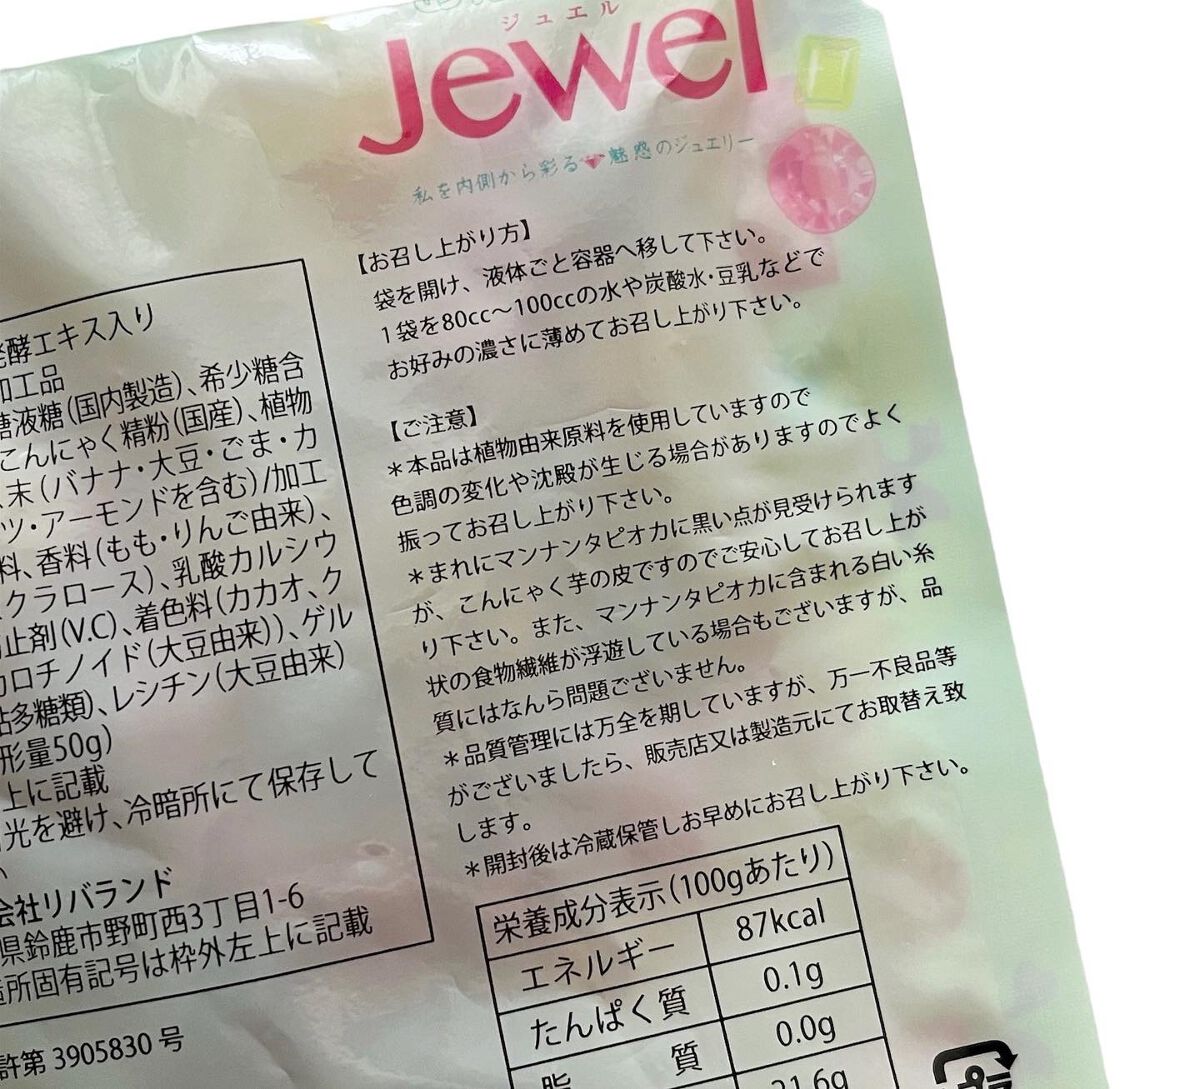 ジュエル
Jewel
私を内側から彩る♥魅惑のジュエリー
【お召し上がり方】
袋を開け、液体ごと容器へ移して下さい。
1袋を80cc～100ccの水や炭酸水・豆乳などで
お好みの濃さに薄めてお召し上がり下さい。
【ご注意】
＊本品は植物由来原料を使用していますので
色調の変化や沈殿が生じる場合がありますのでよく
振ってお召し上がり下さい。
＊まれにマンナンタピオカに黒い点が見受けられます
が、こんにゃく芋の皮ですのでご安心してお召し上が
り下さい。また、マンナンタピオカに含まれる白い糸
状の食物繊維が浮遊している場合もございますが、品
質にはなんら問題ございません。
＊品質管理には万全を期していますが、万一不良品等
がございましたら、販売店又は製造元にてお取替え致
します。
＊開封後は冷蔵保管しお早めにお召し上がり下さい。
酵エキス入り
加工品
糖液糖(国内製造)、希少糖含
こんにゃく精粉(国産)、植物
末(バナナ・大豆・ごま・カ
ツ・アーモンドを含む)/加工
料、香料(もも・りんご由来)、
クラロース)、乳酸カルシウ
止剤(V.C)、着色料(カカオ、ク
カロチノイド(大豆由来))、ゲル
粘多糖類)、レシチン(大豆由来)
形量50g)
上に記載
光を避け、冷暗所にて保存して
い
会社リバランド
県鈴鹿市野町西3丁目1-6
造所固有記号は枠外左上に記載
許第 3905830 号
栄養成分表示(100gあたり)
エネルギー 87kcal
たんぱく質 0.1g
脂質 0.0g
31.6g